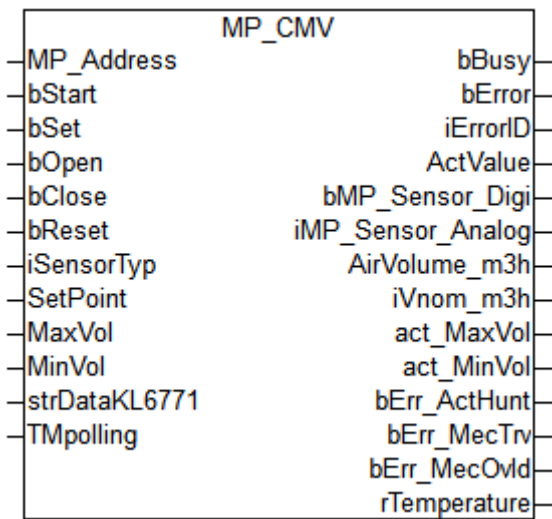 MP_CMV
MP_Address bBusy
bStart bError
bSet iErrorID
bOpen ActValue
bClose bMP_Sensor_Digi
bReset iMP_Sensor_Analog
iSensorTyp AirVolume_m3h
SetPoint iVnom_m3h
MaxVol act_MaxVol
MinVol act_MinVol
strDataKL6771 bErr_ActHunt
TMpolling bErr_MecTrv
bErr_MecOvld
rTemperature